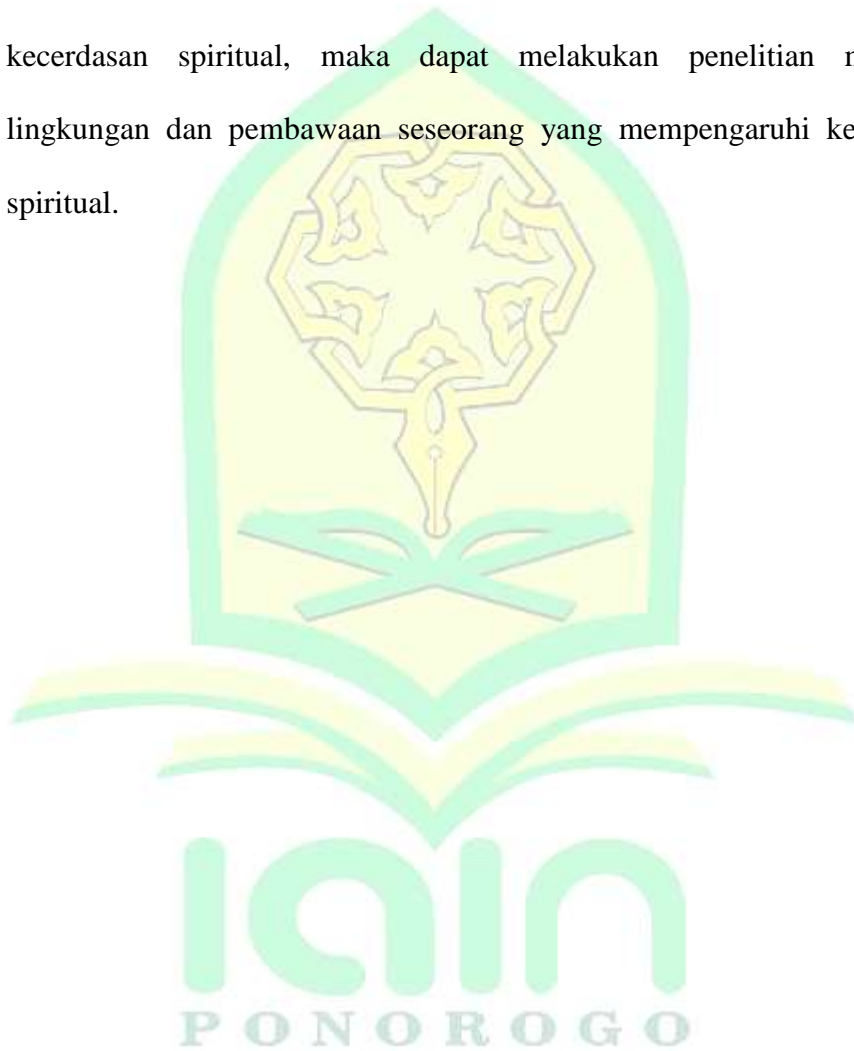 kecerdasan spiritual, maka dapat melakukan penelitian
lingkungan dan pembawaan seseorang yang mempengaruhi
spiritual.
iain
PONOROGO